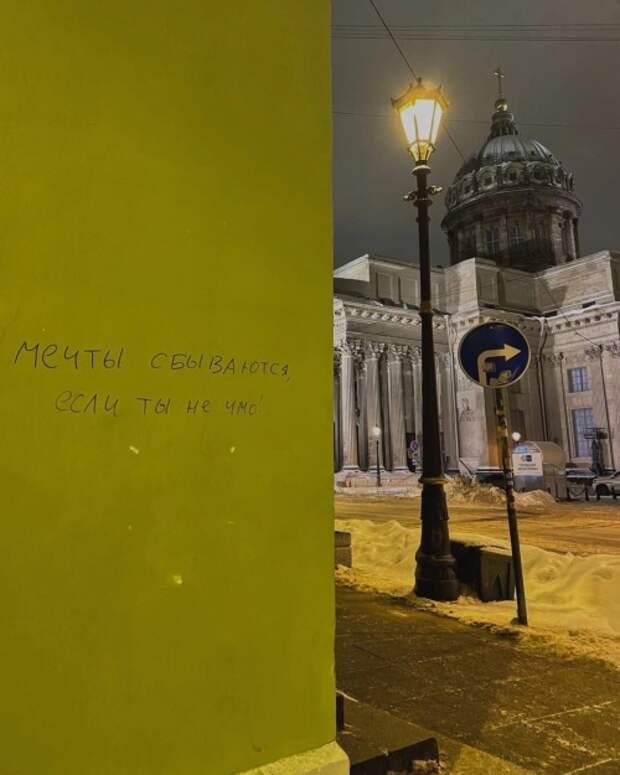 мечты сбываются,
если ты не чмо